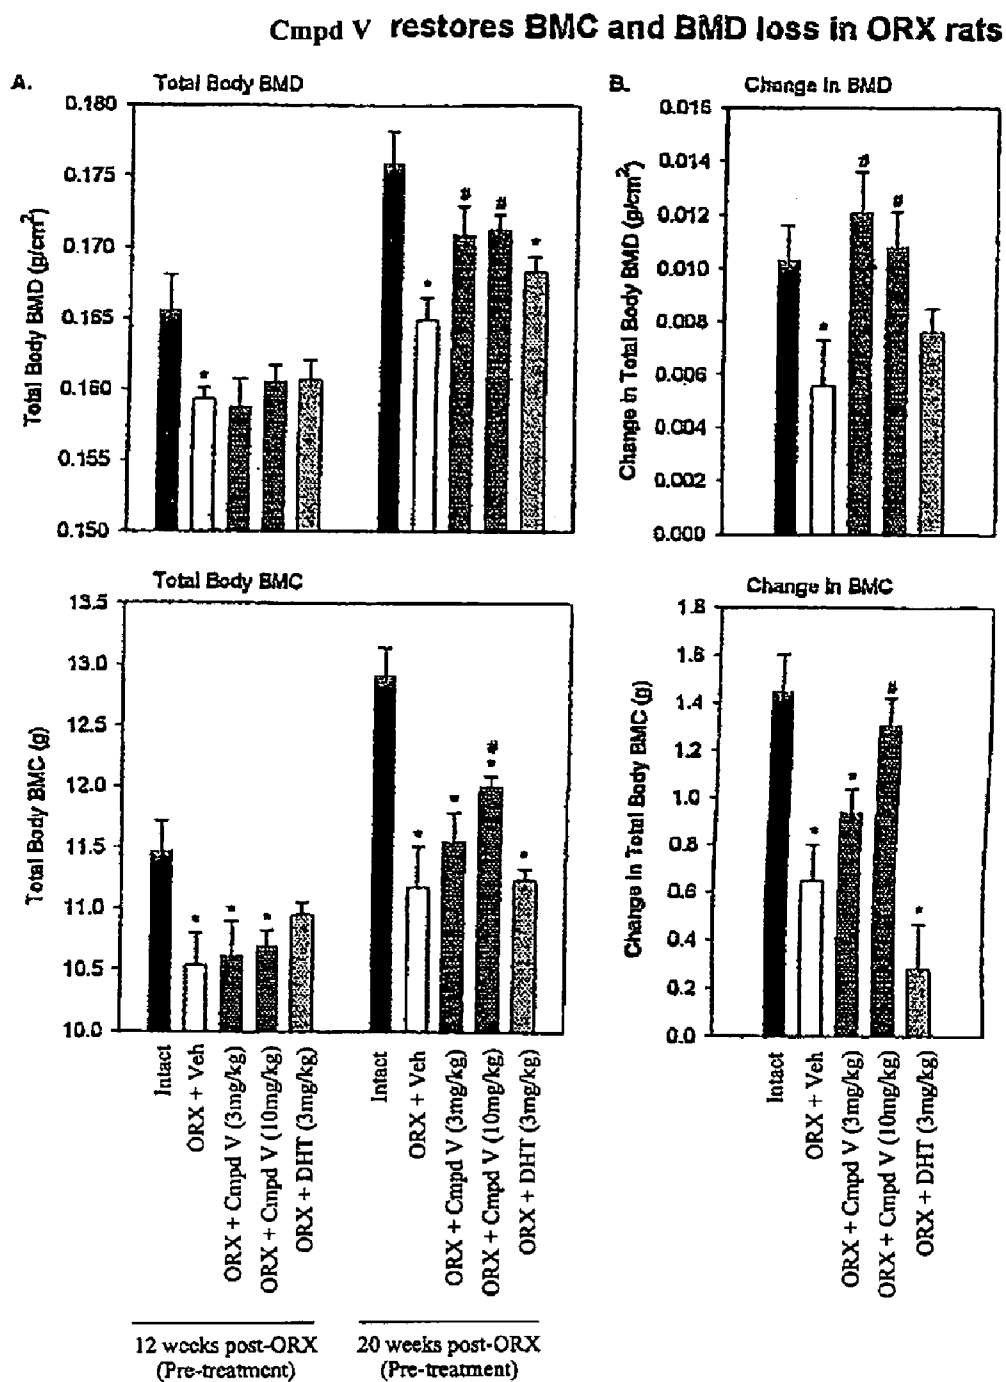 Cmpd V restores BMC and BMD loss in ORX rats
A.
Total Body BMD
0.180
0.175
0.170
0.165
0.160
0.155
0.150
Total Body BMD (g/cm2)
*
*
#
#
*
B.
Change in BMD
0.016
0.014
0.012
0.010
0.008
0.006
0.004
0.002
0.000
Change in Total Body BMD (g/cm2)
*
#
#
Total Body BMC
13.5
13.0
12.5
12.0
11.5
11.0
10.5
10.0
Total Body BMC (g)
*
*
*
*
*
#
*
*
*
Change in BMC
1.8
1.6
1.4
1.2
1.0
0.8
0.6
0.4
0.2
0.0
Change in Total Body BMC (g)
*
*
#
*
Intact
ORX + Veh
ORX + Cmpd V (3mg/kg)
ORX + Cmpd V (10mg/kg)
ORX + DHT (3mg/kg)
Intact
ORX + Veh
ORX + Cmpd V (3mg/kg)
ORX + Cmpd V (10mg/kg)
ORX + DHT (3mg/kg)
Intact
ORX + Veh
ORX + Cmpd V (3mg/kg)
ORX + Cmpd V (10mg/kg)
ORX + DHT (3mg/kg)
12 weeks post-ORX
(Pre-treatment)
20 weeks post-ORX
(Pre-treatment)